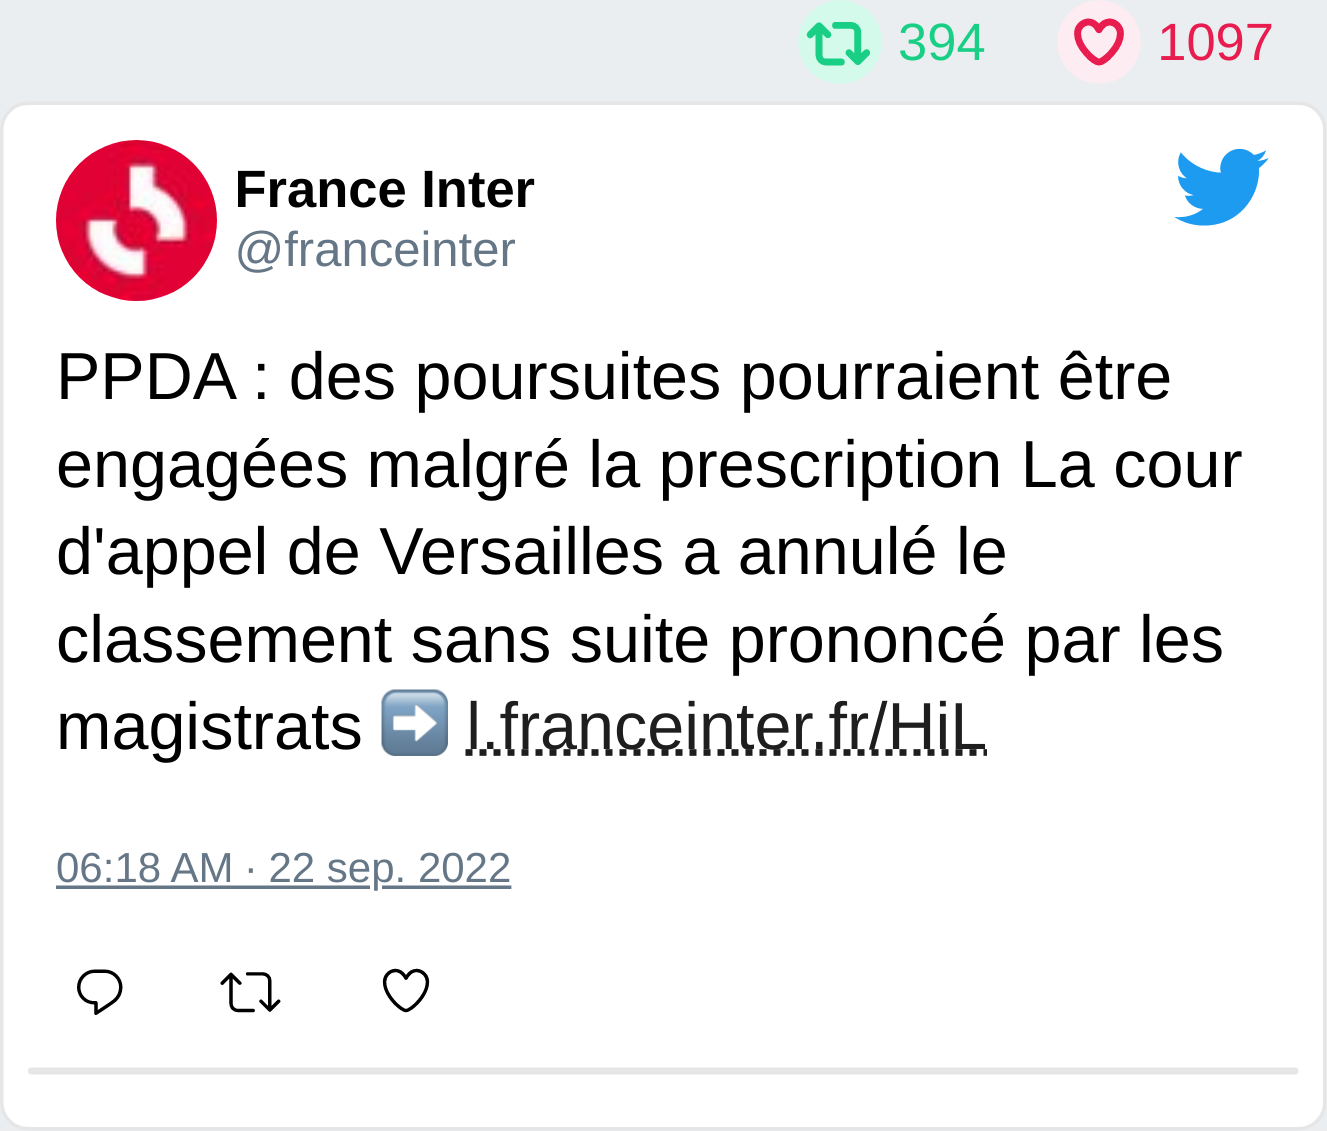 394 1097
France Inter
@franceinter
PPDA : des poursuites pourraient être
engagées malgré la prescription La cour
d'appel de Versailles a annulé le
classement sans suite prononcé par les
magistrats ➡️ l.franceinter.fr/HiL
06:18 AM · 22 sep. 2022